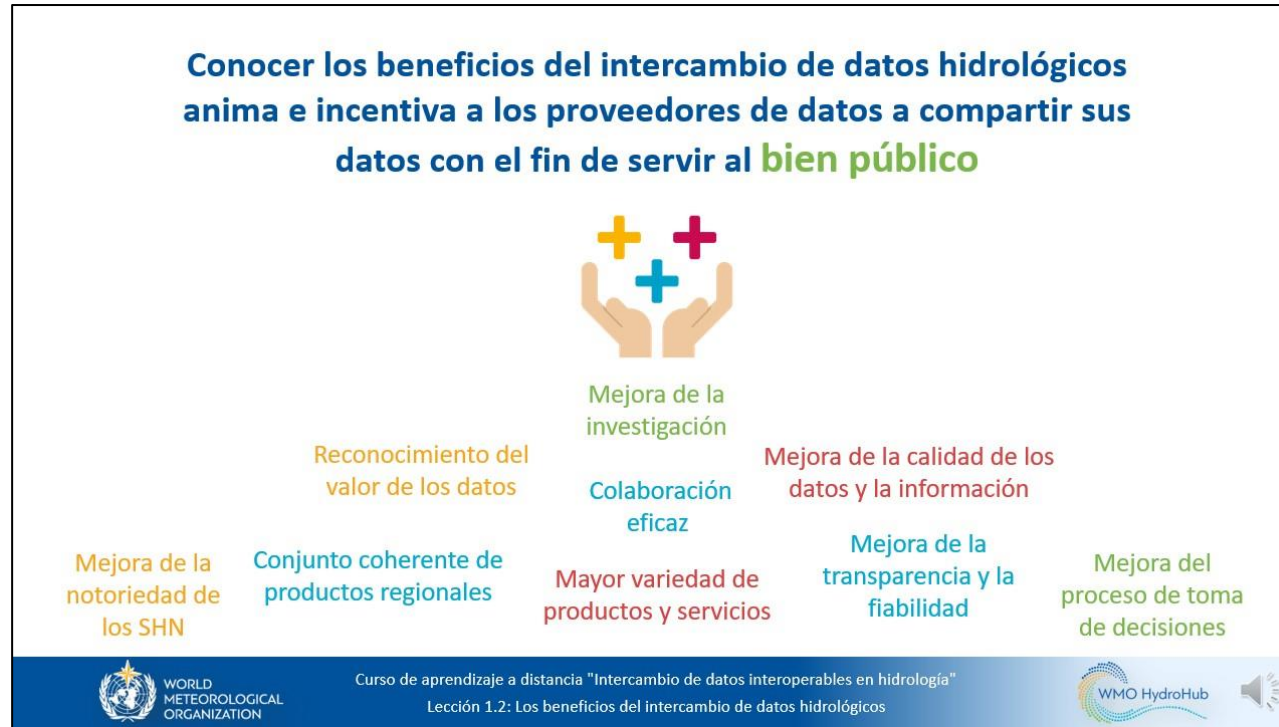 Conocer los beneficios del intercambio de datos hidrológicos
anima e incentiva a los proveedores de datos a compartir sus
datos con el fin de servir al bien público
Mejora de la
investigación
Reconocimiento del
valor de los datos
Colaboración
eficaz
Mejora de la calidad de los
datos y la información
Mejora de la
notoriedad de
los SHN
Conjunto coherente de
productos regionales
Mayor variedad de
productos y servicios
Mejora de la
transparencia y la
fiabilidad
Mejora del
proceso de toma
de decisiones
WORLD
METEOROLOGICAL
ORGANIZATION
Curso de aprendizaje a distancia "Intercambio de datos interoperables en hidrología"
Lección 1.2: Los beneficios del intercambio de datos hidrológicos
WMO HydroHub